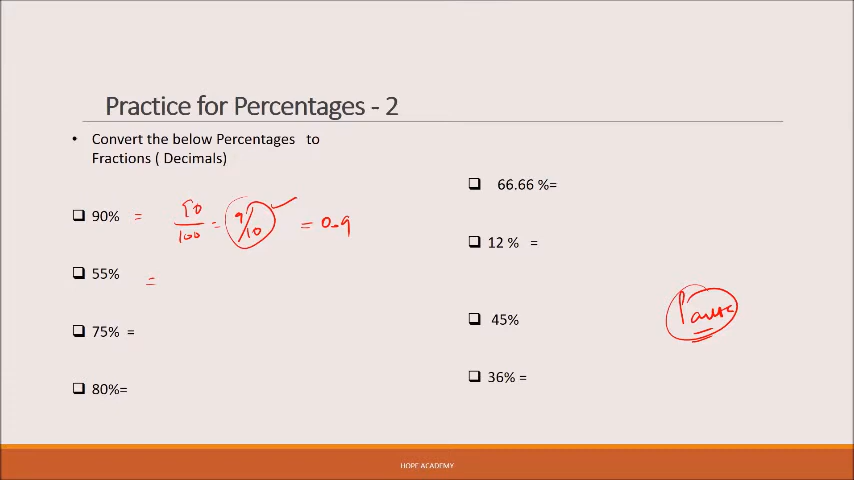 Practice for Percentages - 2
• Convert the below Percentages to
Fractions ( Decimals)
90% = 90/100 = 9/10 = 0.9
55% =
75% =
80%=
66.66 %=
12 % =
45%
36% =
Pause
HOPE ACADEMY